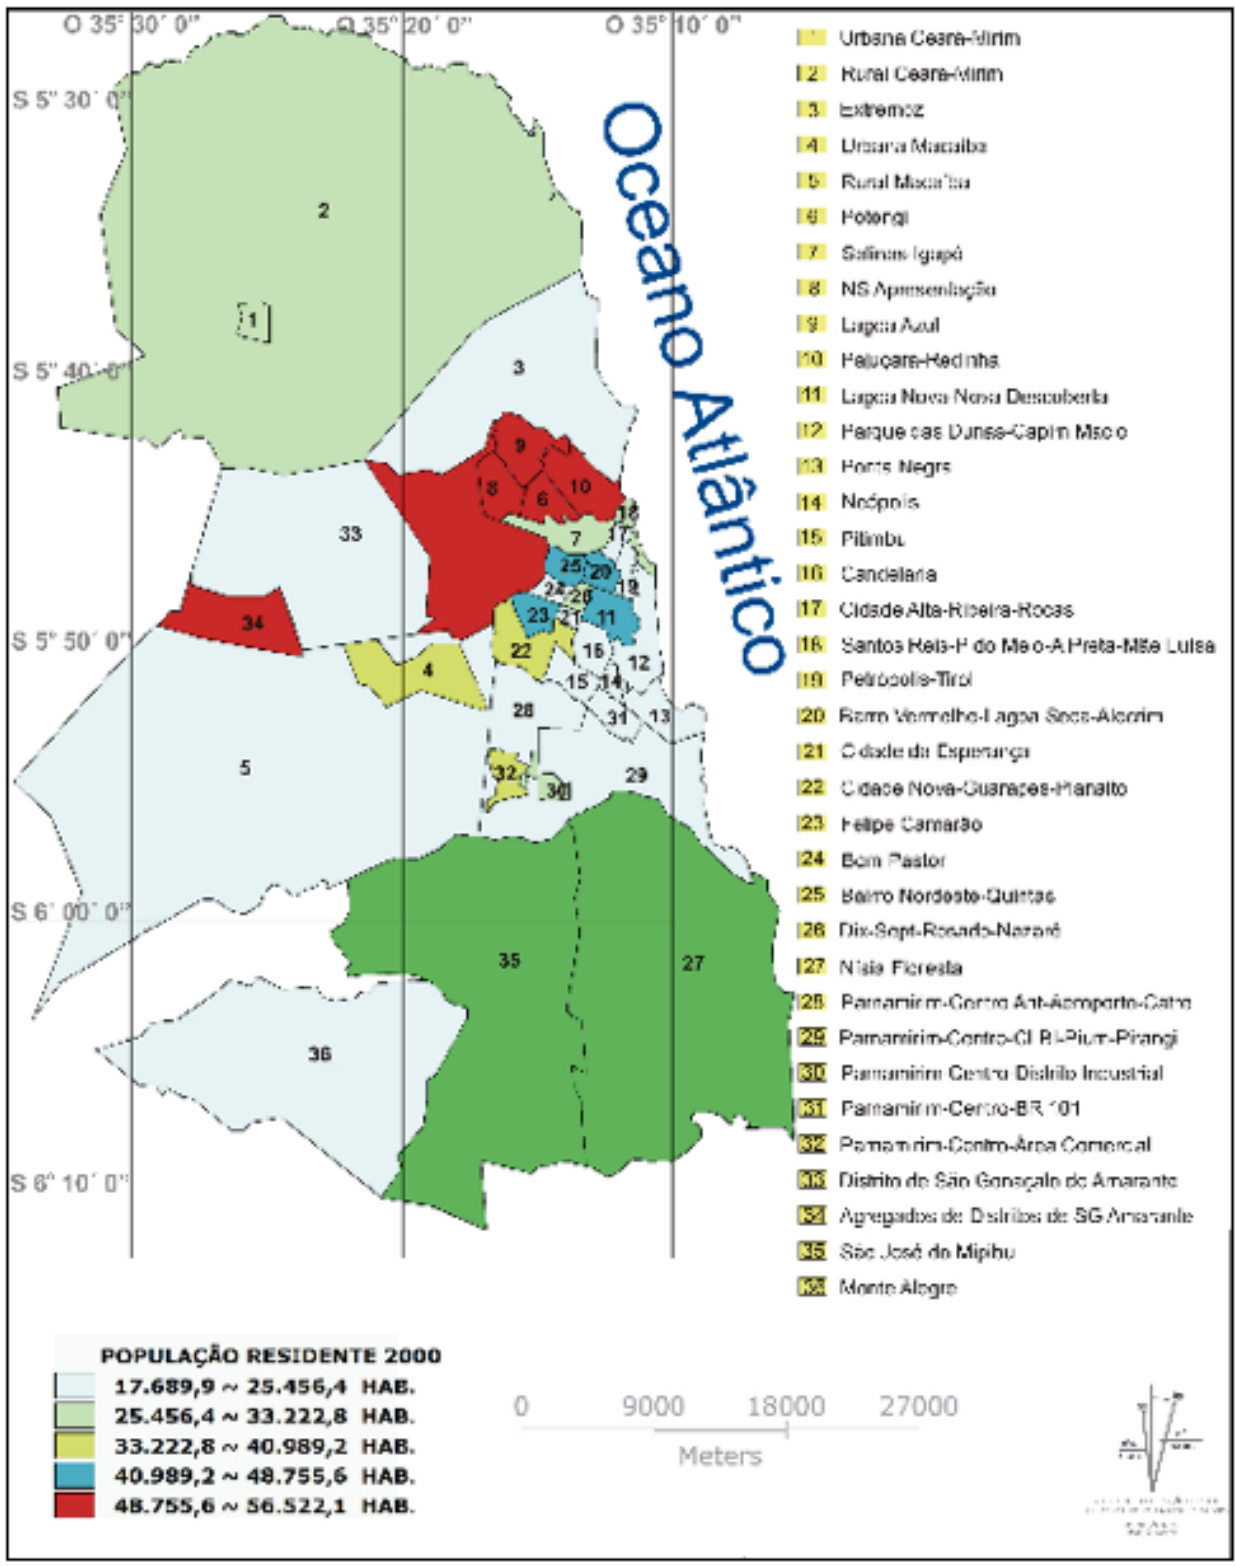 O 35° 30´ 0´´
O 35° 20´ 0´´
O 35° 10´ 0´´
S 5° 30´ 0´´
S 5° 40´ 0´´
S 5° 50´ 0´´
S 6° 00´ 0´´
S 6° 10´ 0´´
Oceano Atlântico
2
1
3
9
8
6
10
33
7
18
17
25
20
19
24
26
34
23
21
11
22
16
12
4
15
14
28
31
13
5
32
30
29
35
27
36
1 Urbana Ceara-Mirim
2 Rural Ceara-Mirim
3 Extremoz
4 Urbana Macaiba
5 Rural Macaíba
6 Potengi
7 Salinas-Igapó
8 NS Apresentação
9 Lagoa Azul
10 Pajuçara-Redinha
11 Lagoa Nova-Nova Descoberta
12 Parque das Dunas-Capim Macio
13 Ponta Negra
14 Neópolis
15 Pitimbu
16 Candelaria
17 Cidade Alta-Ribeira-Rocas
18 Santos Reis-P do Meio-A Preta-Mãe Luisa
19 Petrópolis-Tirol
20 Barro Vermelho-Lagoa Seca-Alecrim
21 Cidade da Esperança
22 Cidade Nova-Guarapes-Planalto
23 Felipe Camarão
24 Bom Pastor
25 Bairro Nordeste-Quintas
26 Dix-Sept-Rosado-Nazaré
27 Nísia Floresta
28 Parnamirim-Centro Ant-Aeroporto-Catre
29 Parnamirim-Centro-CLBI-Pium-Pirangi
30 Parnamirim-Centro-Distrito Industrial
31 Parnamirim-Centro-BR 101
32 Parnamirim-Centro-Área Comercial
33 Distrito de São Gonaçalo do Amarante
34 Agregados de Distritos de SG Amarante
35 São José do Mipibu
36 Monte Alegre
POPULAÇÃO RESIDENTE 2000
17.689,9 ~ 25.456,4 HAB.
25.456,4 ~ 33.222,8 HAB.
33.222,8 ~ 40.989,2 HAB.
40.989,2 ~ 48.755,6 HAB.
48.755,6 ~ 56.522,1 HAB.
0 9000 18000 27000
Meters